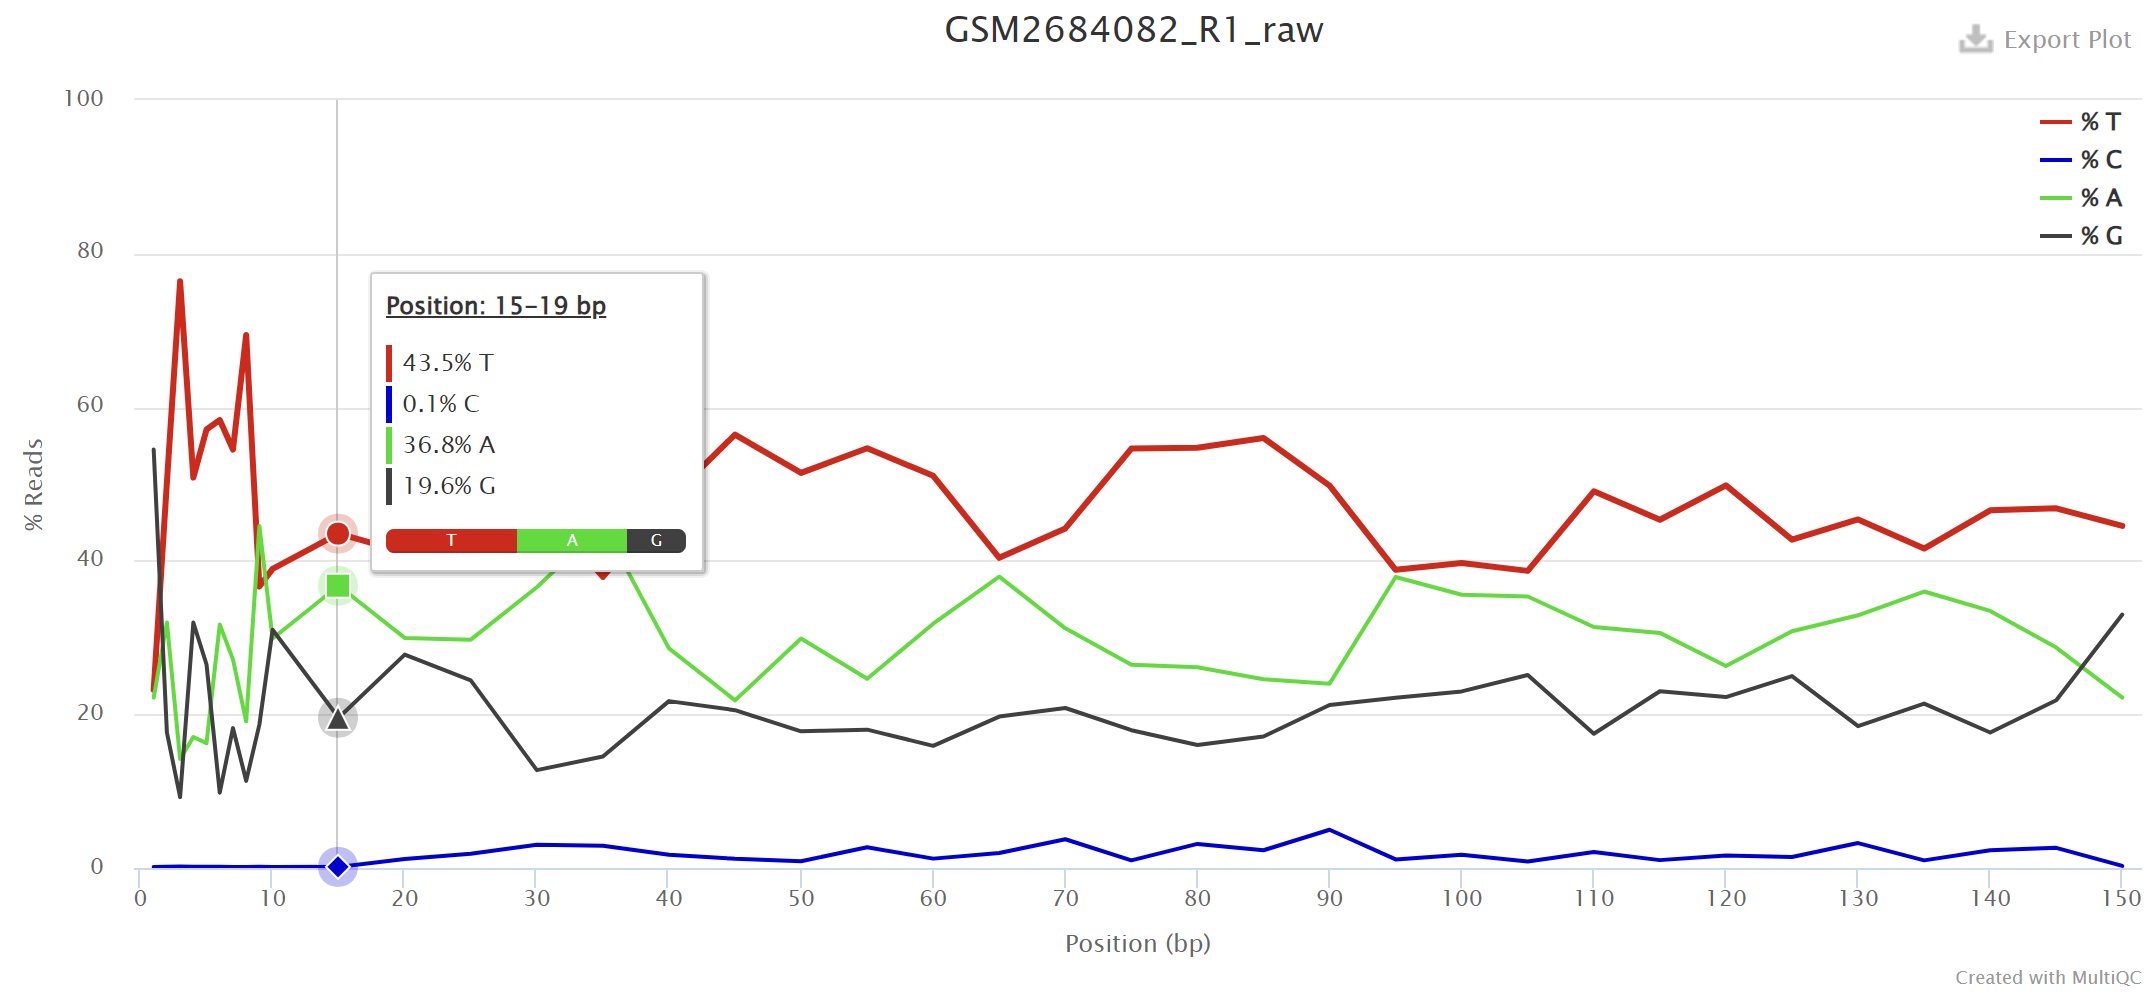 GSM2684082_R1_raw
Export Plot
% T
% C
% A
% G
100
80
60
40
20
0
% Reads
Position: 15–19 bp
43.5% T
0.1% C
36.8% A
19.6% G
T A G
0 10 20 30 40 50 60 70 80 90 100 110 120 130 140 150
Position (bp)
Created with MultiQC